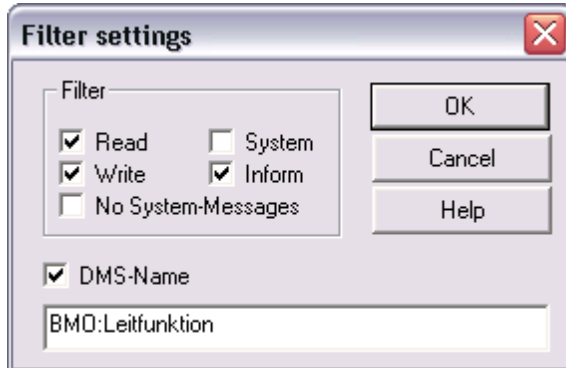 Filter settings
Filter
OK
Read System
Cancel
Write Inform
No System-Messages
Help
DMS-Name
BMO:Leitfunktion